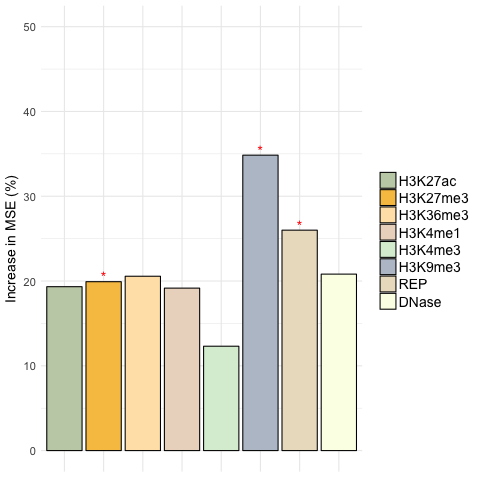 50
40
30
20
10
0
Increase in MSE (%)
*
*
*
H3K27ac
H3K27me3
H3K36me3
H3K4me1
H3K4me3
H3K9me3
REP
DNase